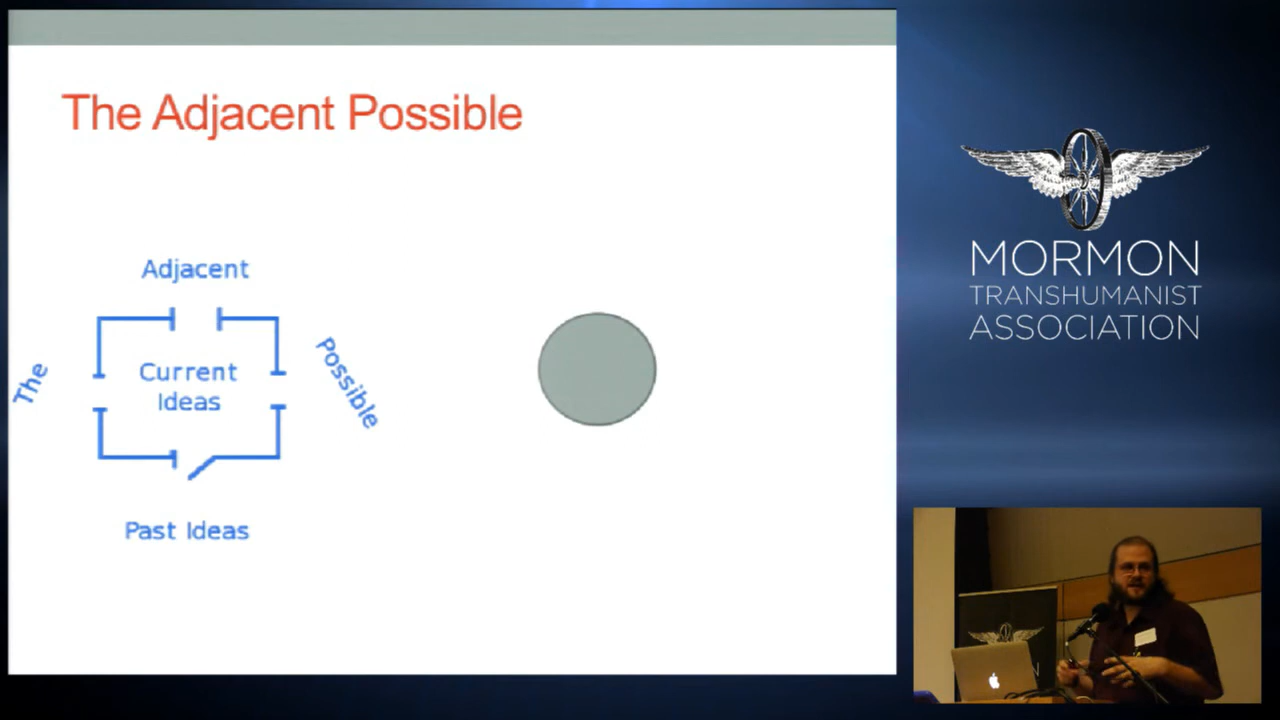 The Adjacent Possible
Adjacent
The
Current
Ideas
Possible
Past Ideas
MORMON
TRANSHUMANIST
ASSOCIATION